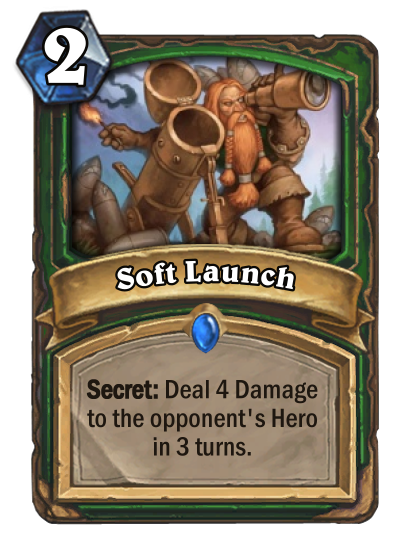 2
Soft Launch
Secret: Deal 4 Damage
to the opponent's Hero
in 3 turns.